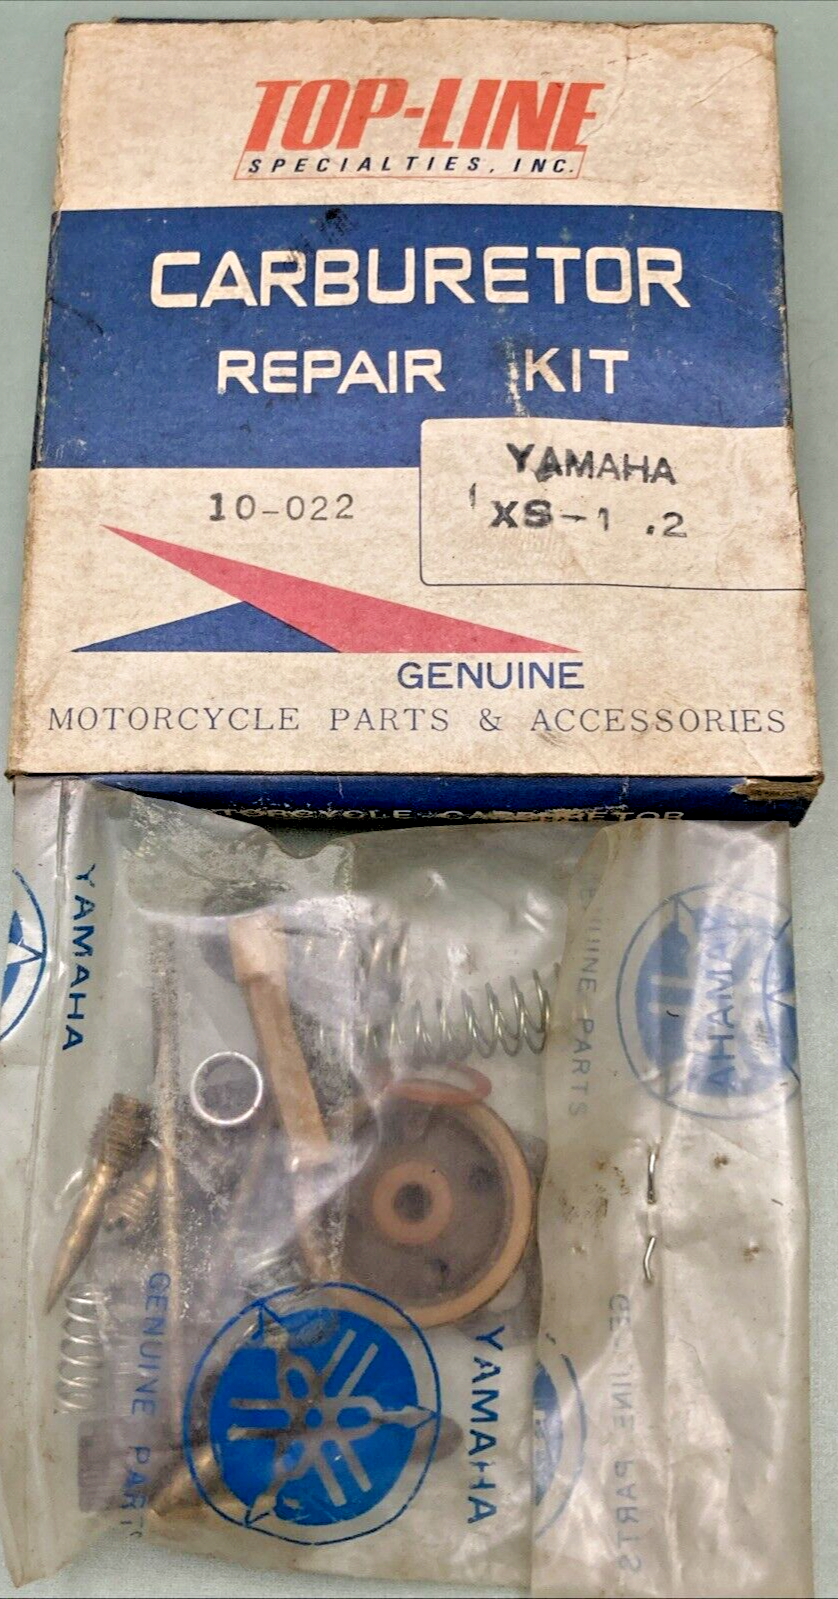 TOP-LINE
SPECIALTIES, INC.
CARBURETOR
REPAIR KIT
YAMAHA
10-022
XS-1 .2
GENUINE
MOTORCYCLE PARTS & ACCESSORIES
CARBURETOR
YAMAHA
GENUINE PARTS
YAMAHA
GENUINE PARTS
YAMAHA
GENUINE PARTS